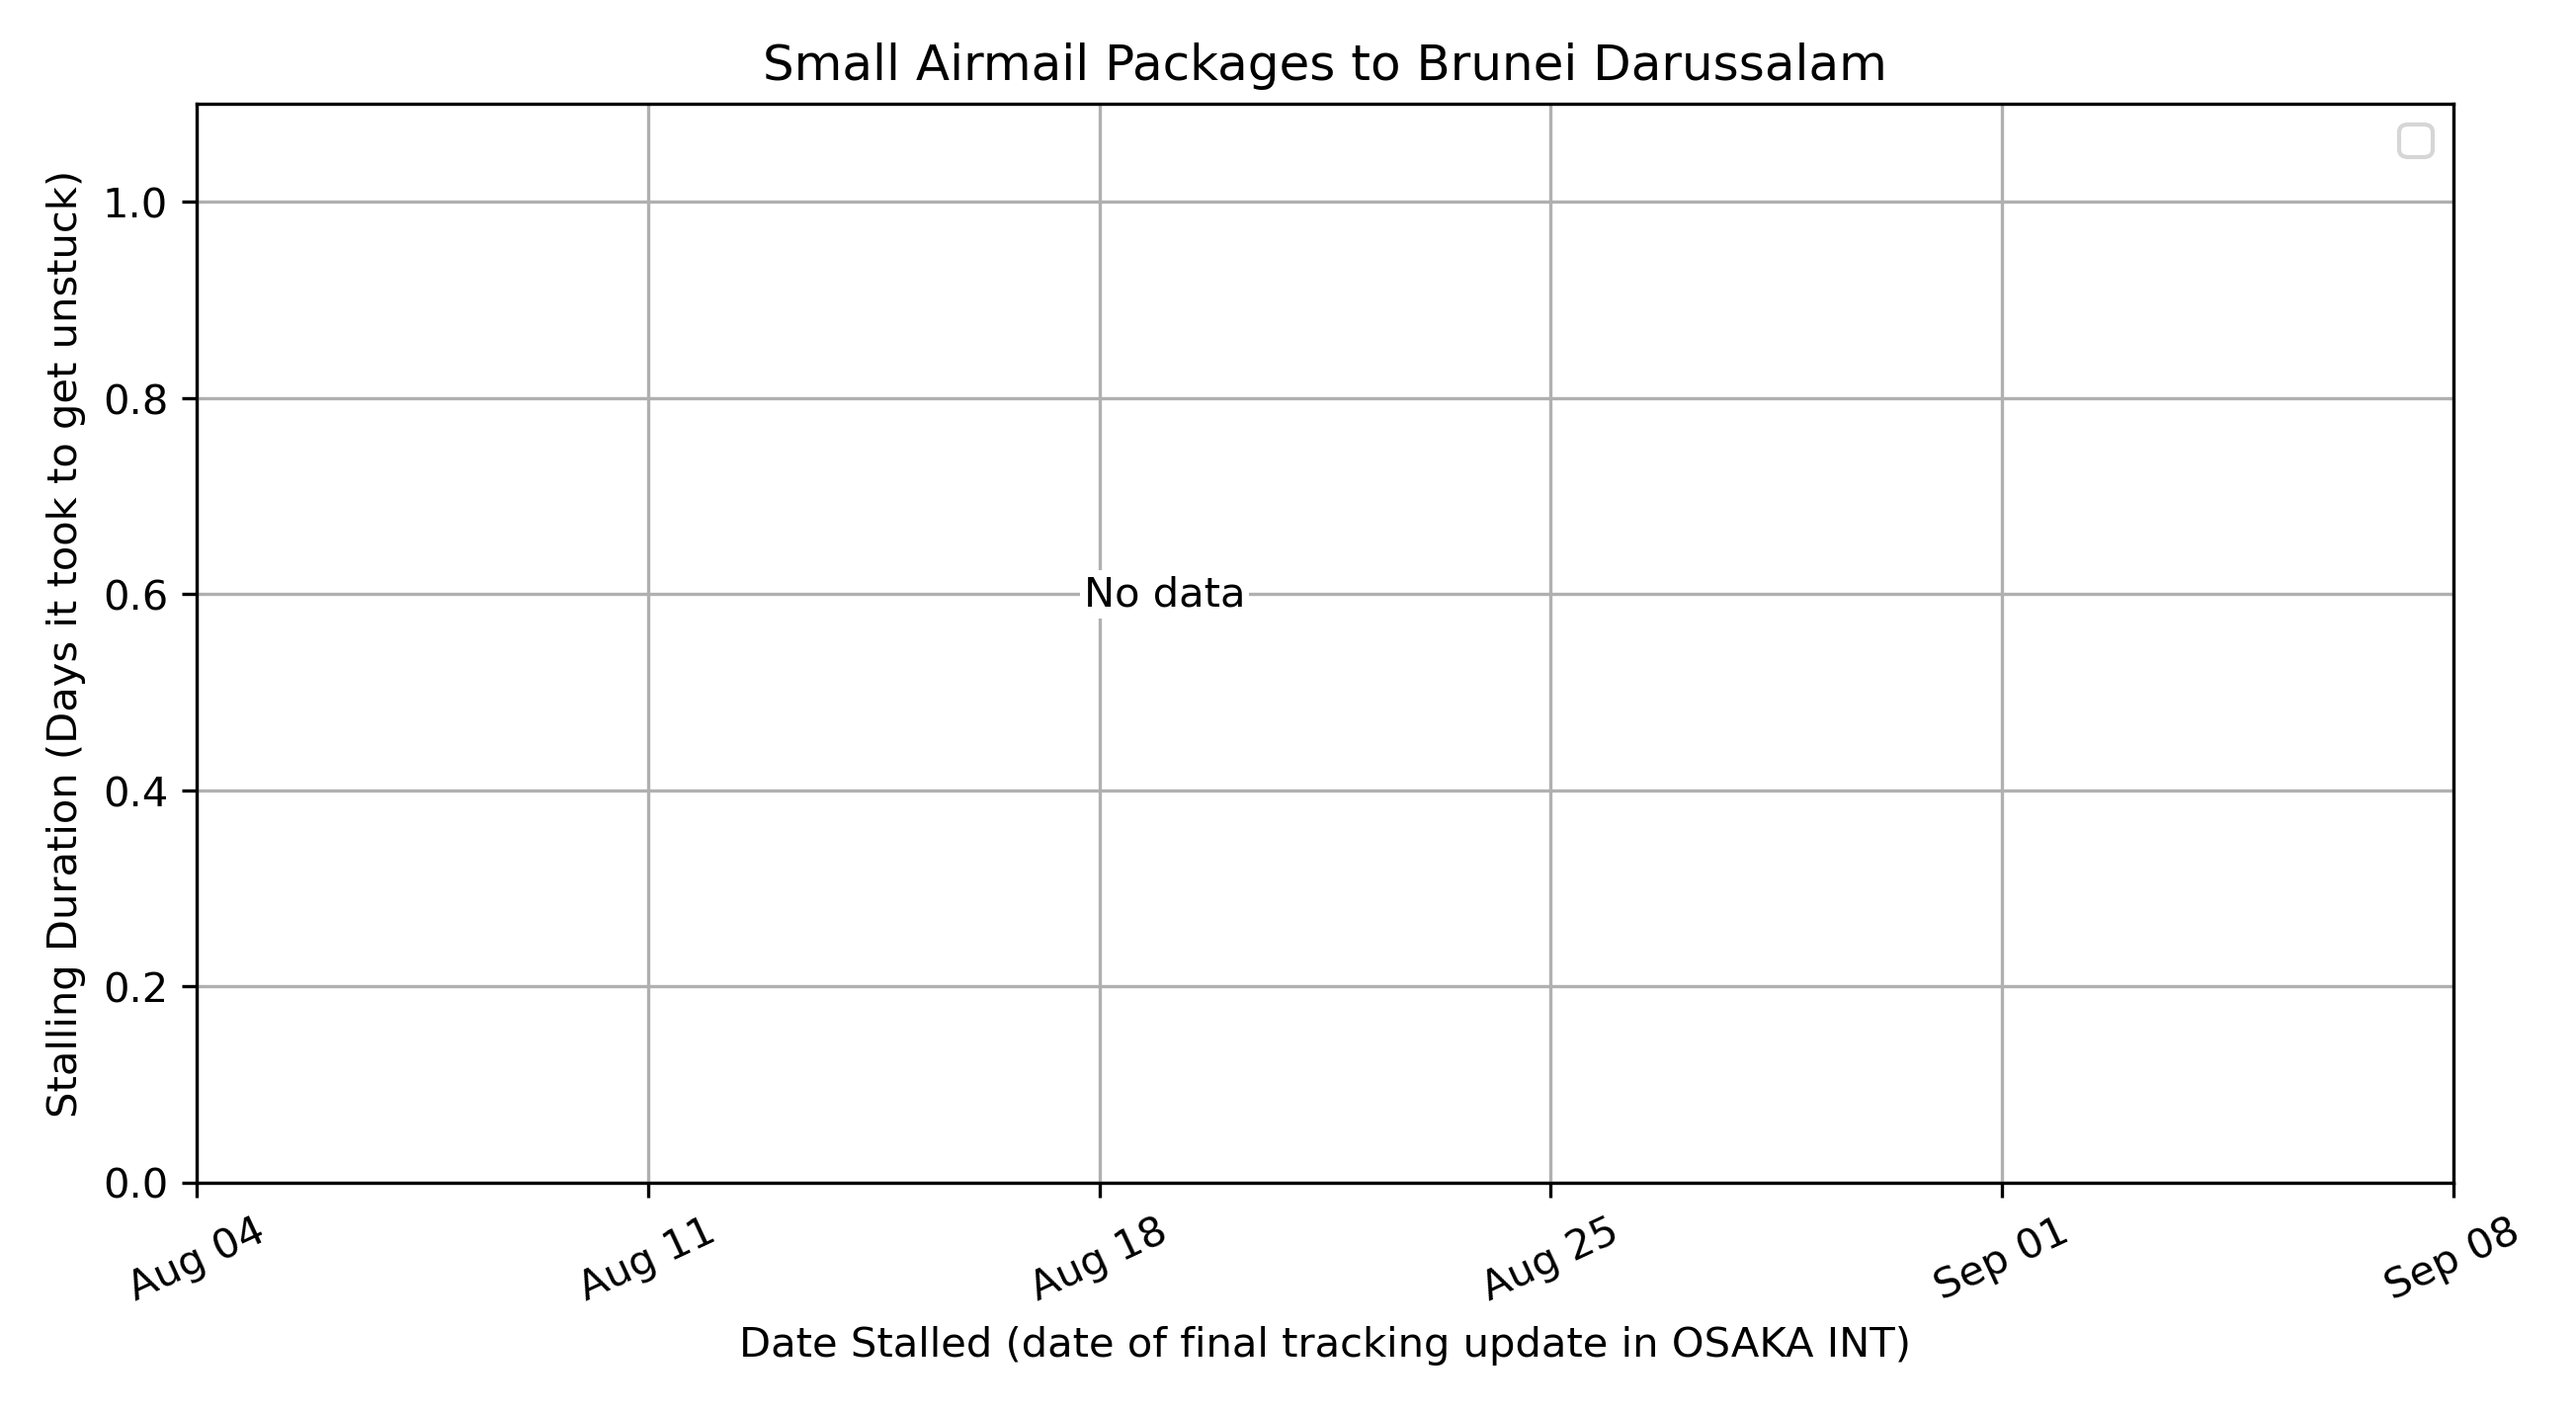 Small Airmail Packages to Brunei Darussalam
Stalling Duration (Days it took to get unstuck)
1.0
0.8
0.6
0.4
0.2
0.0
No data
Aug 04
Aug 11
Aug 18
Aug 25
Sep 01
Sep 08
Date Stalled (date of final tracking update in OSAKA INT)